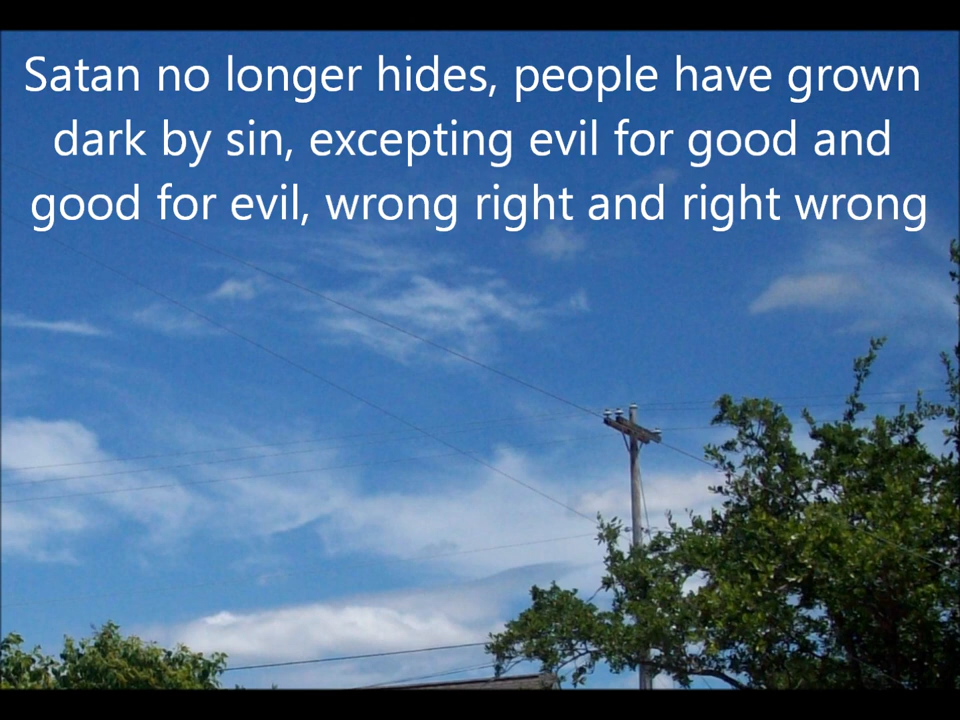 Satan no longer hides, people have grown
dark by sin, excepting evil for good and
good for evil, wrong right and right wrong